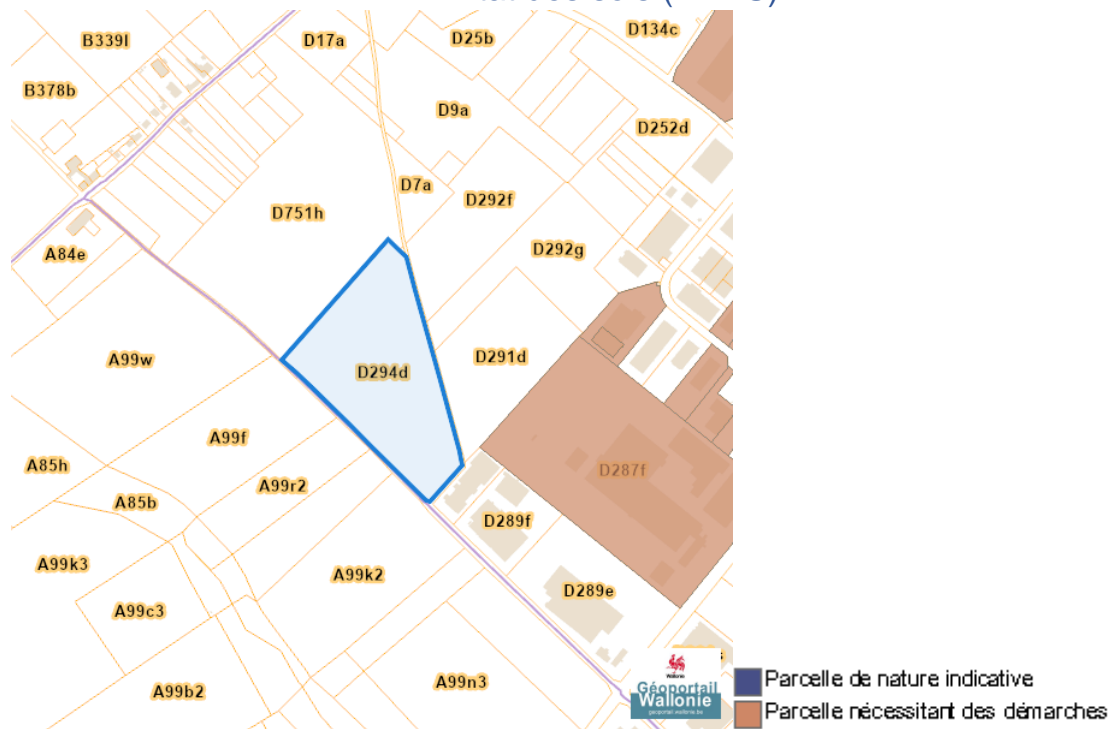 B339l
D17a
D25b
D134c
B378b
D9a
D252d
D7a
D292f
D751h
A84e
D292g
A99w
D291d
D294d
A99f
A85h
D287f
A99r2
A85b
D289f
A99k3
A99k2
D289e
A99c3
A99b2
A99n3
Wallonie
Géoportail
Wallonie
geoportail.wallonie.be
Parcelle de nature indicative
Parcelle nécessitant des démarches